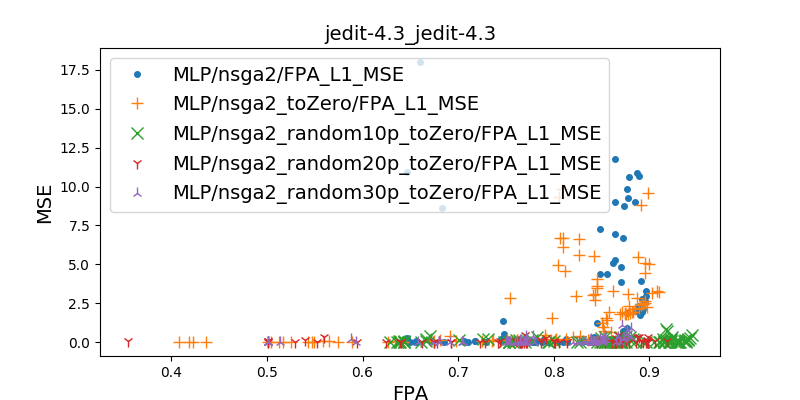 jedit-4.3_jedit-4.3
17.5
15.0
12.5
10.0
7.5
5.0
2.5
0.0
MSE
MLP/nsga2/FPA_L1_MSE
MLP/nsga2_toZero/FPA_L1_MSE
MLP/nsga2_random10p_toZero/FPA_L1_MSE
MLP/nsga2_random20p_toZero/FPA_L1_MSE
MLP/nsga2_random30p_toZero/FPA_L1_MSE
0.4 0.5 0.6 0.7 0.8 0.9
FPA